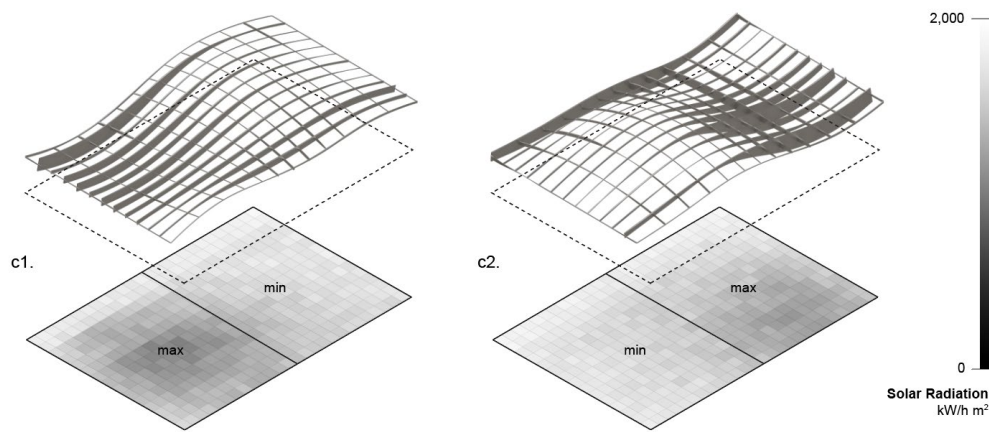 2,000
c1.
c2.
min
max
max
min
0
Solar Radiation
kW/h m²